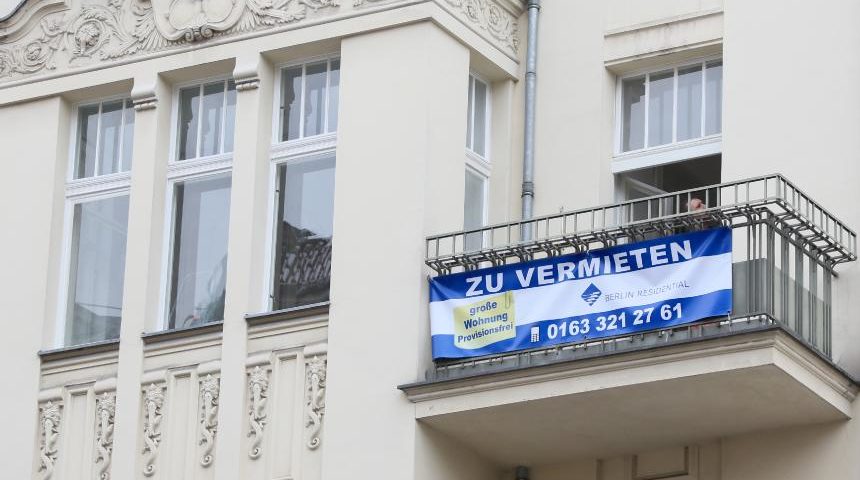 ZU VERMIETEN
große
Wohnung
Provisionsfrei
BERLIN RESIDENTIAL
0163 321 27 61